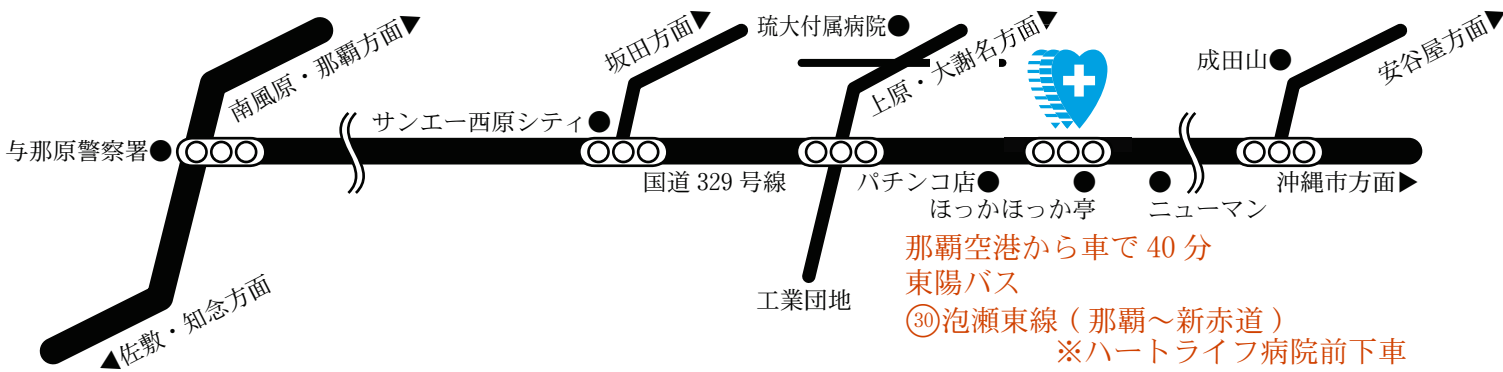 南風原・那覇方面▶
坂田方面▶
琉大付属病院●
上原・大謝名方面▶
成田山●
安谷屋方面▶
サンエー西原シティ●
与那原警察署●
国道 329 号線
パチンコ店●
沖縄市方面▶
ほっかほっか亭
ニューマン
那覇空港から車で 40 分
東陽バス
㉚泡瀬東線 ( 那覇～新赤道 )
※ハートライフ病院前下車
工業団地
◀佐敷・知念方面